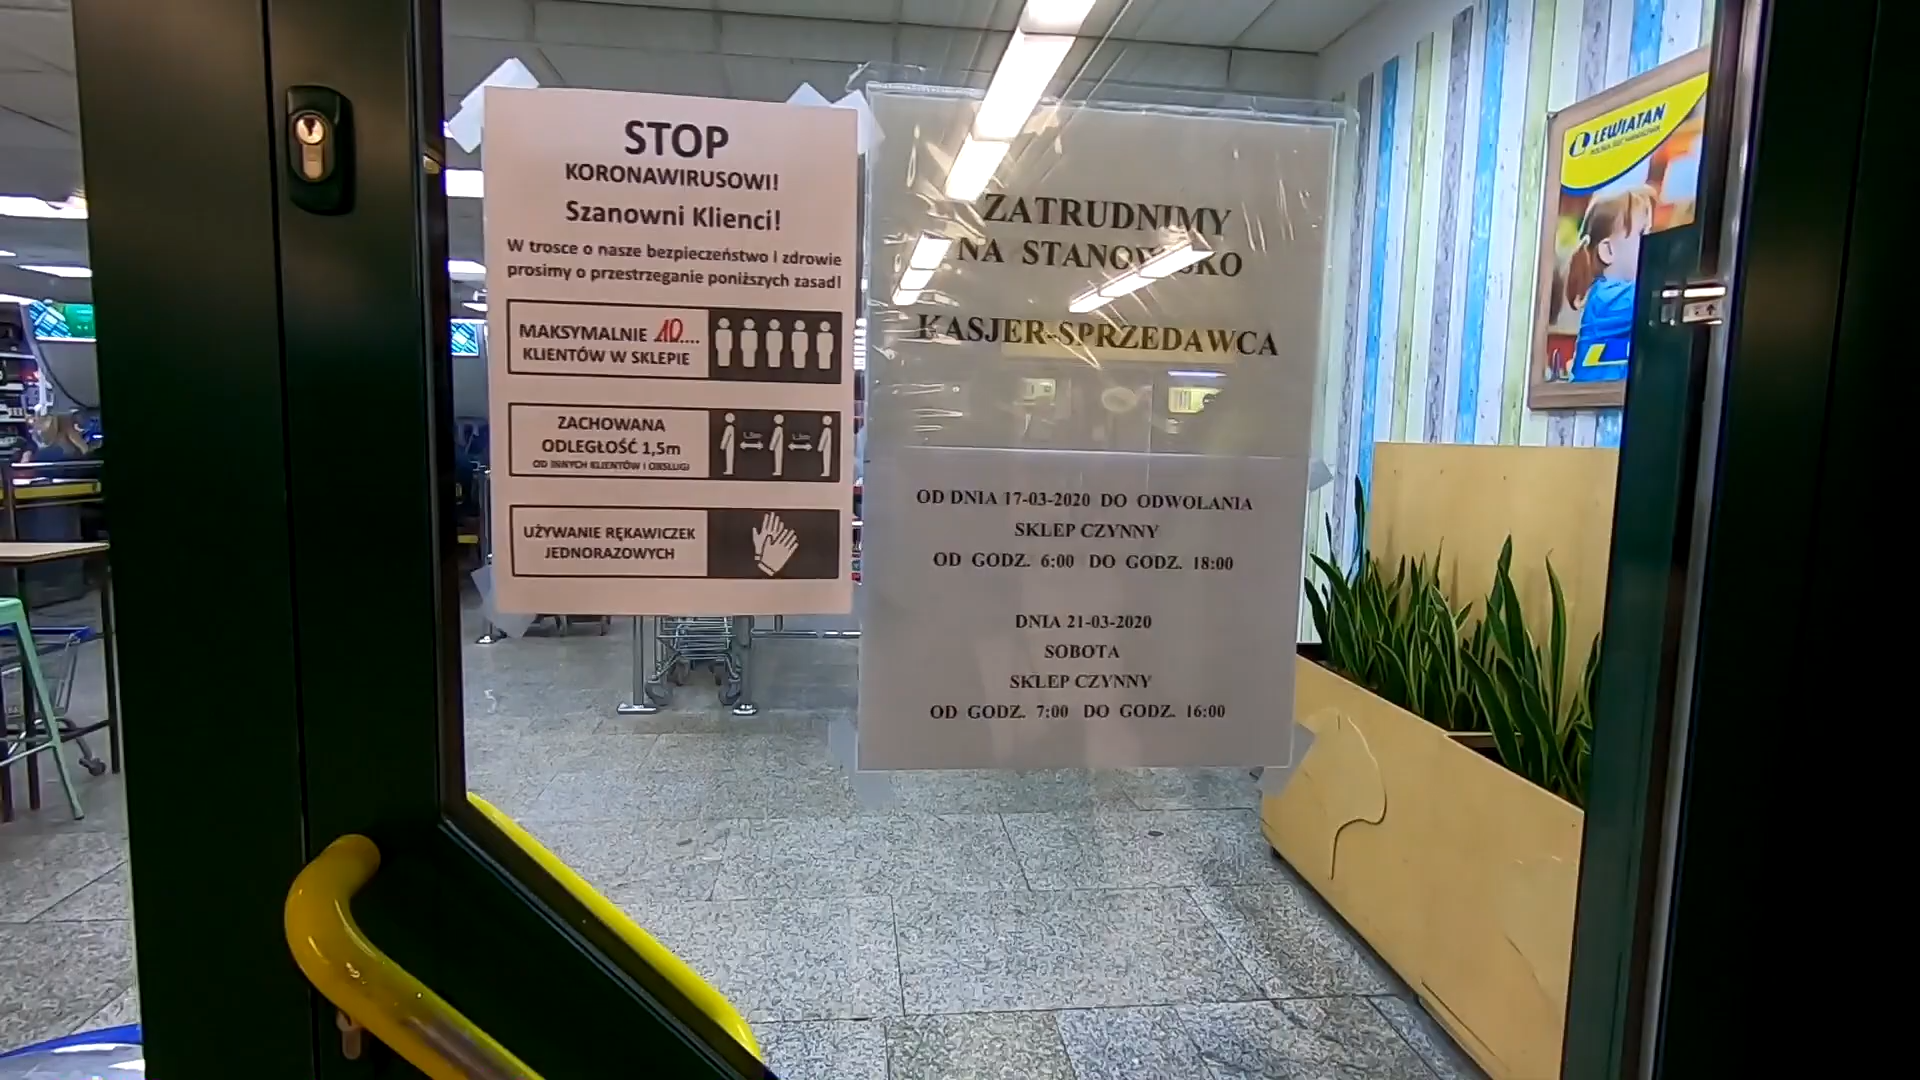 STOP
KORONAWIRUSOWI!
Szanowni Klienci!
W trosce o nasze bezpieczeństwo i zdrowie
prosimy o przestrzeganie poniższych zasad!
MAKSYMALNIE 10....
KLIENTÓW W SKLEPIE
ZACHOWANA
ODLEGŁOŚĆ 1,5m
OD INNYCH KLIENTÓW I OBSŁUGI
UŻYWANIE RĘKAWICZEK
JEDNORAZOWYCH
ZATRUDNIMY
NA STANOWISKO
KASJER-SPRZEDAWCA
OD DNIA 17-03-2020 DO ODWOLANIA
SKLEP CZYNNY
OD GODZ. 6:00 DO GODZ. 18:00
DNIA 21-03-2020
SOBOTA
SKLEP CZYNNY
OD GODZ. 7:00 DO GODZ. 16:00
LEWIATAN